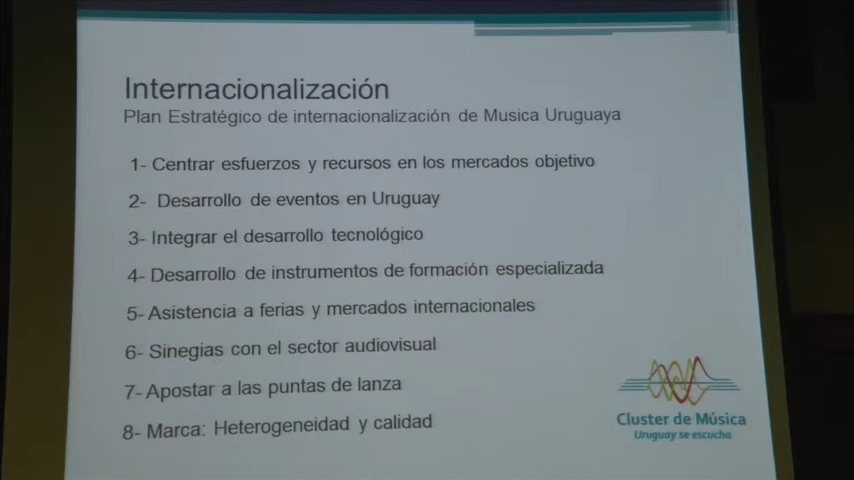 Internacionalización
Plan Estratégico de internacionalización de Musica Uruguaya
1- Centrar esfuerzos y recursos en los mercados objetivo
2- Desarrollo de eventos en Uruguay
3- Integrar el desarrollo tecnológico
4- Desarrollo de instrumentos de formación especializada
5- Asistencia a ferias y mercados internacionales
6- Sinegias con el sector audiovisual
7- Apostar a las puntas de lanza
8- Marca: Heterogeneidad y calidad
Cluster de Música
Uruguay se escucha